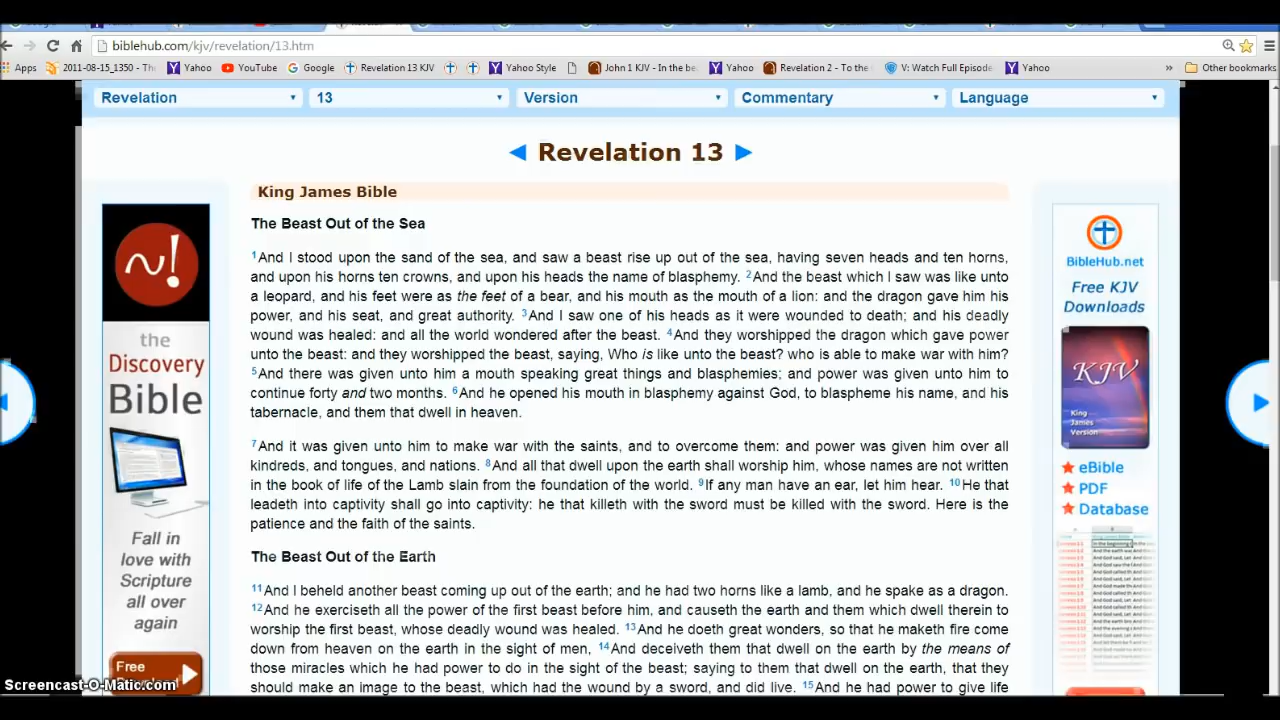 biblehub.com/kjv/revelation/13.htm
Apps 2011-08-15_1350 - Th Yahoo YouTube Google Revelation 13 KJV Yahoo Style John 1 KJV - In the be Yahoo Revelation 2 - To the V: Watch Full Episode Yahoo » Other bookmarks
Revelation 13 Version Commentary Language
Revelation 13
King James Bible
The Beast Out of the Sea
1And I stood upon the sand of the sea, and saw a beast rise up out of the sea, having seven heads and ten horns,
and upon his horns ten crowns, and upon his heads the name of blasphemy. 2And the beast which I saw was like unto
a leopard, and his feet were as the feet of a bear, and his mouth as the mouth of a lion: and the dragon gave him his
power, and his seat, and great authority. 3And I saw one of his heads as it were wounded to death; and his deadly
wound was healed: and all the world wondered after the beast. 4And they worshipped the dragon which gave power
unto the beast: and they worshipped the beast, saying, Who is like unto the beast? who is able to make war with him?
5And there was given unto him a mouth speaking great things and blasphemies; and power was given unto him to
continue forty and two months. 6And he opened his mouth in blasphemy against God, to blaspheme his name, and his
tabernacle, and them that dwell in heaven.
7And it was given unto him to make war with the saints, and to overcome them: and power was given him over all
kindreds, and tongues, and nations. 8And all that dwell upon the earth shall worship him, whose names are not written
in the book of life of the Lamb slain from the foundation of the world. 9If any man have an ear, let him hear. 10He that
leadeth into captivity shall go into captivity: he that killeth with the sword must be killed with the sword. Here is the
patience and the faith of the saints.
The Beast Out of the
11And I beheld another beast coming up out of the earth; and he had two horns like a lamb, and he spake as a dragon.
12And he exerciseth all the power of the first beast before him, and causeth the earth and them which dwell therein to
worship the first beast, whose deadly wound was healed. 13And he doeth great wonders, so that he maketh fire come
down from heaven on the earth in the sight of men, 14And deceiveth them that dwell on the earth by the means of
those miracles which he had power to do in the sight of the beast; saying to them that dwell on the earth, that they
should make an image to the beast, which had the wound by a sword, and did live. 15And he had power to give life
the
Discovery
Bible
Fall in
love with
Scripture
all over
again
Free
BibleHub.net
Free KJV
Downloads
KJV
King
James
Version
eBible
PDF
Database
Screencast-O-Matic.com